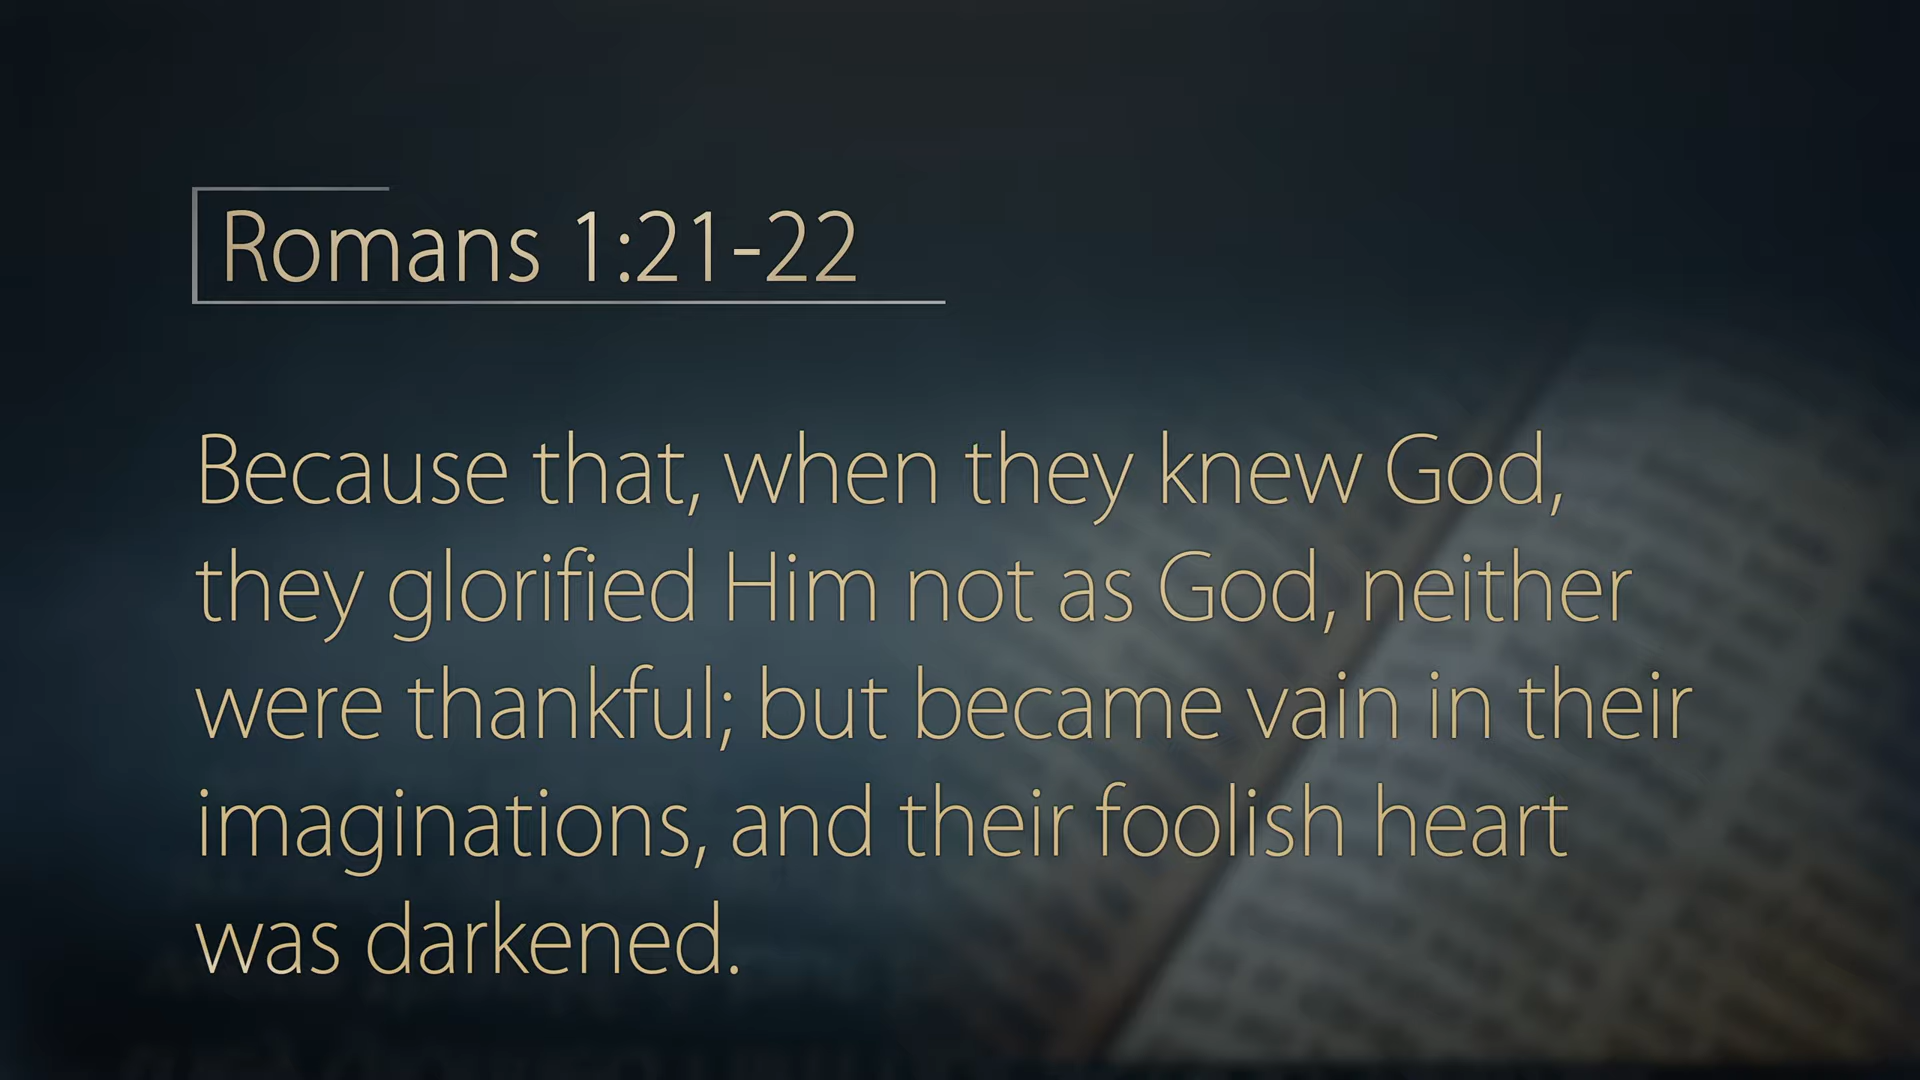 Romans 1:21-22
Because that, when they knew God,
they glorified Him not as God, neither
were thankful; but became vain in their
imaginations, and their foolish heart
was darkened.